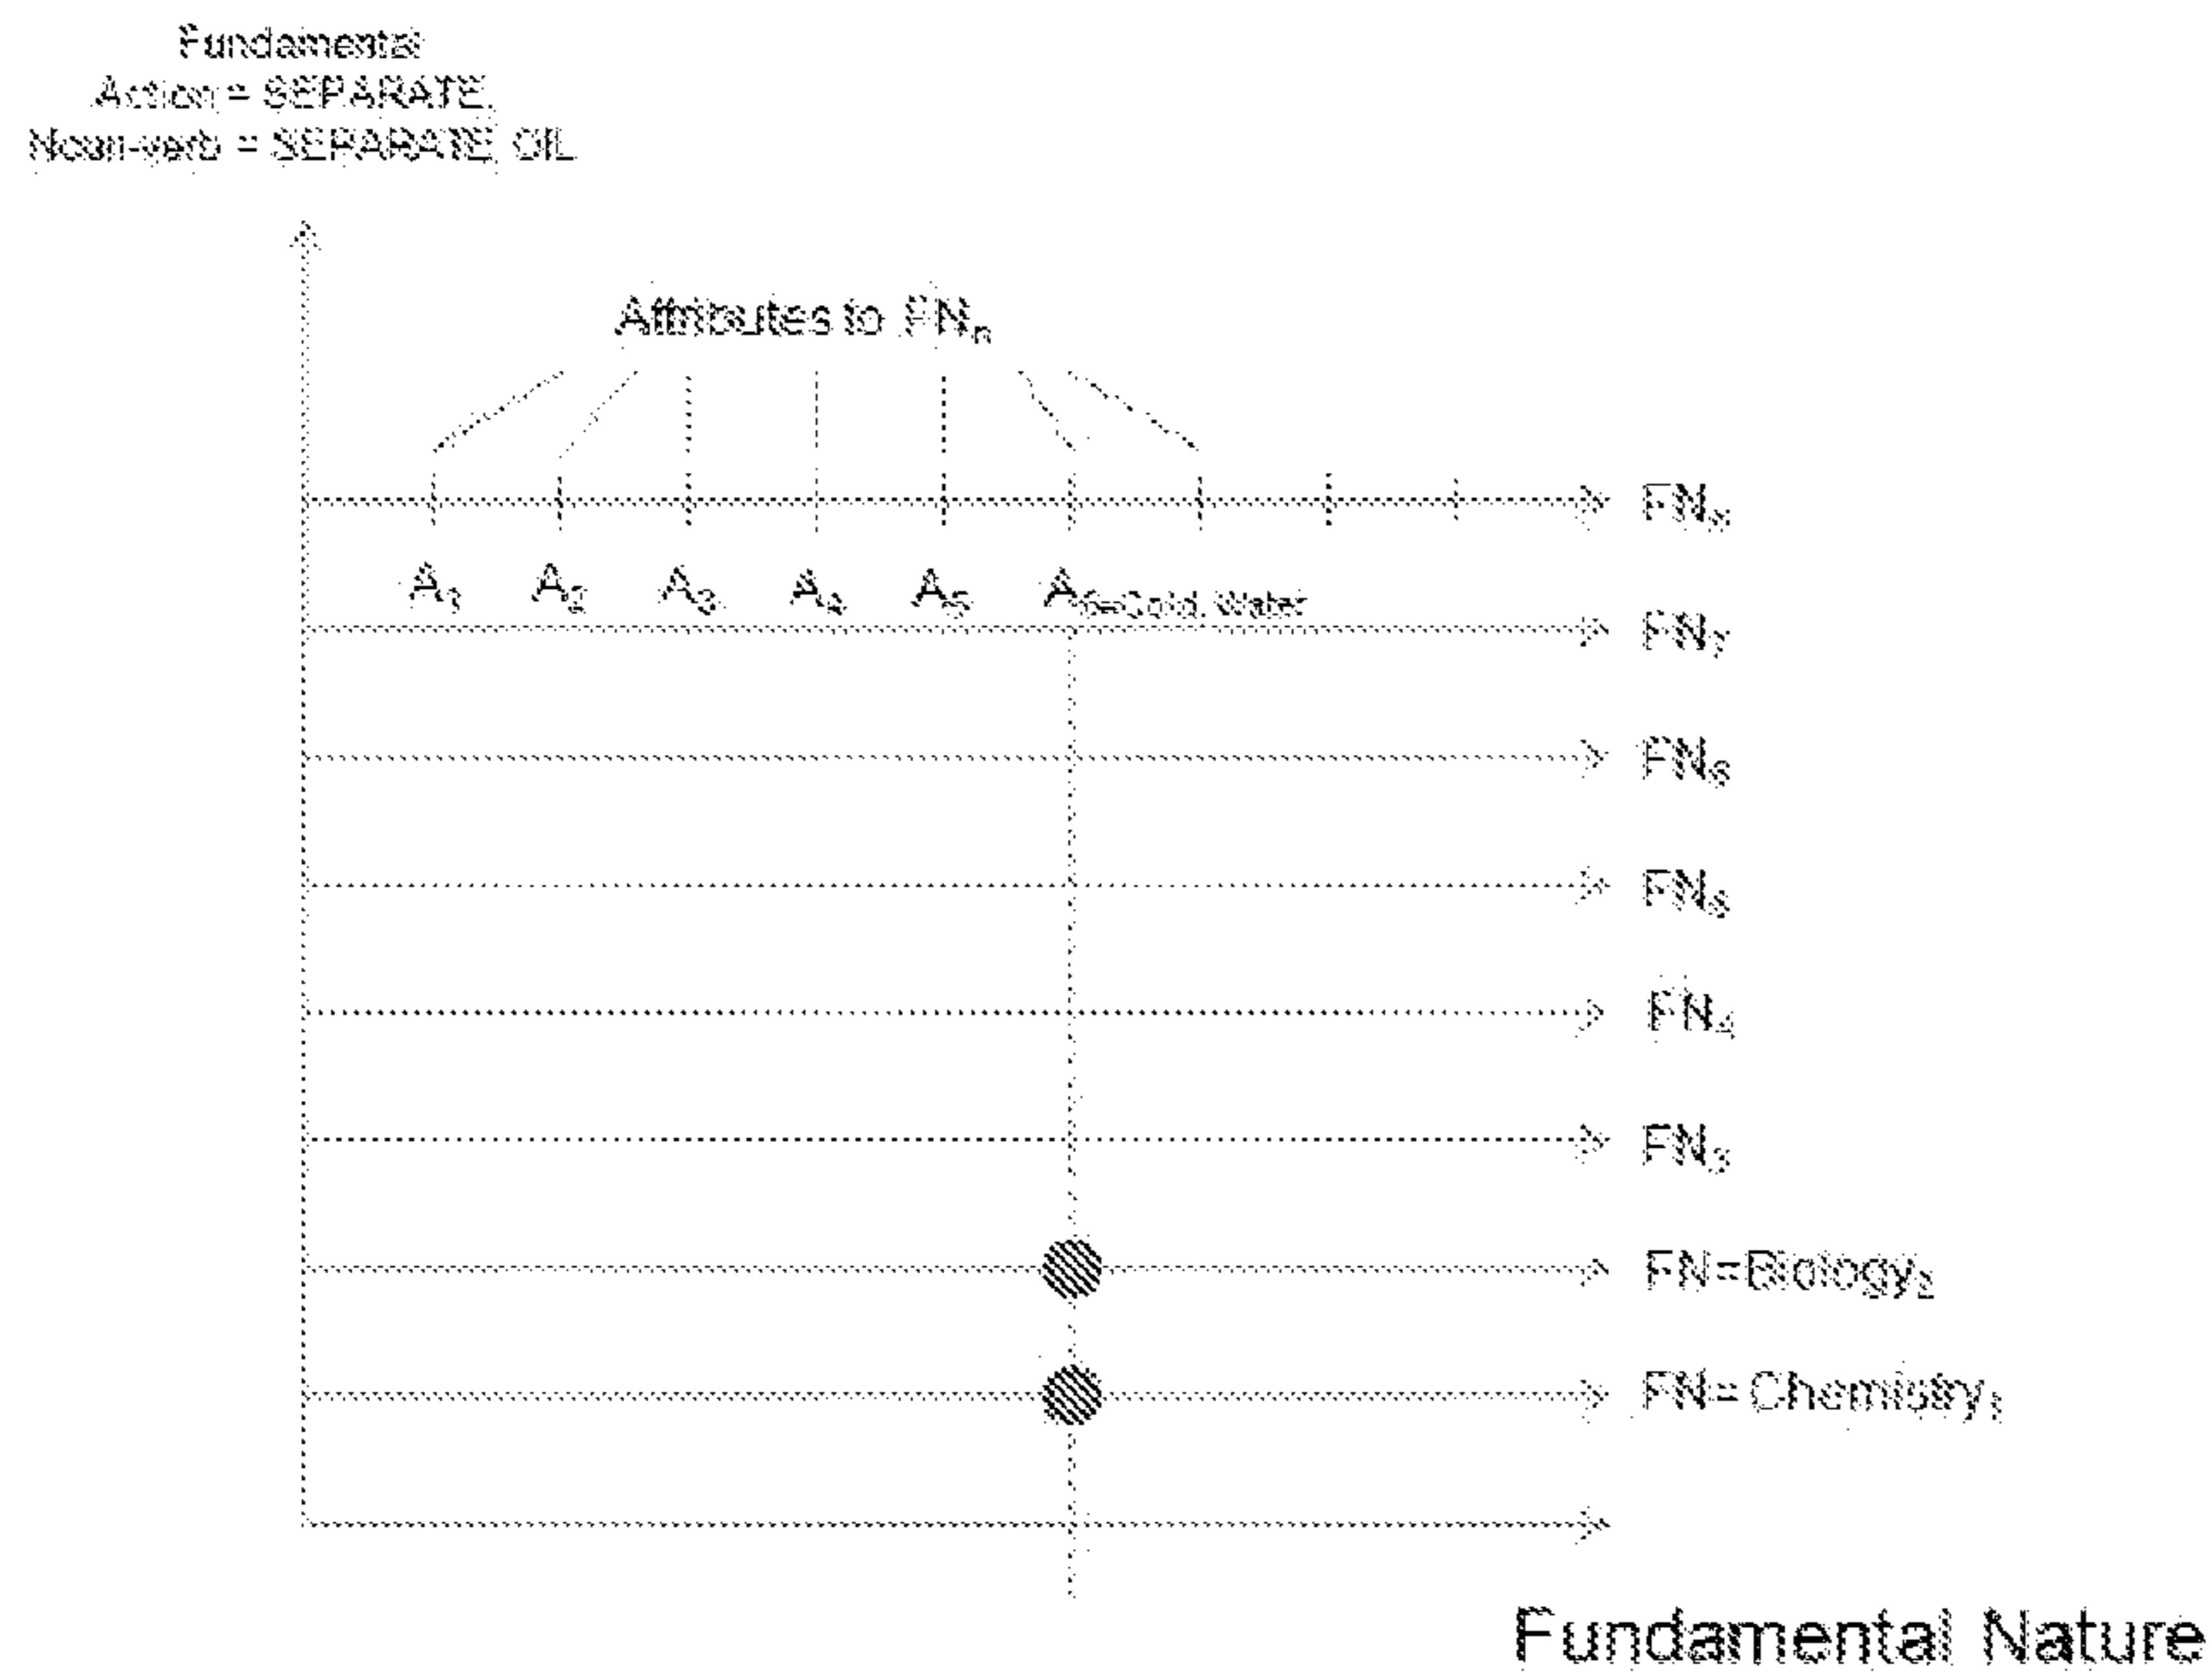 Fundamental
Action = SEPARATE,
Noun-verb = SEPARATE OIL
Attributes to FNn
FNn
A1 A2 A3 A4 A5 A6=Cold, Water
FN7
FN6
FN5
FN4
FN3
FN=Biology2
FN=Chemistry1
Fundamental Nature